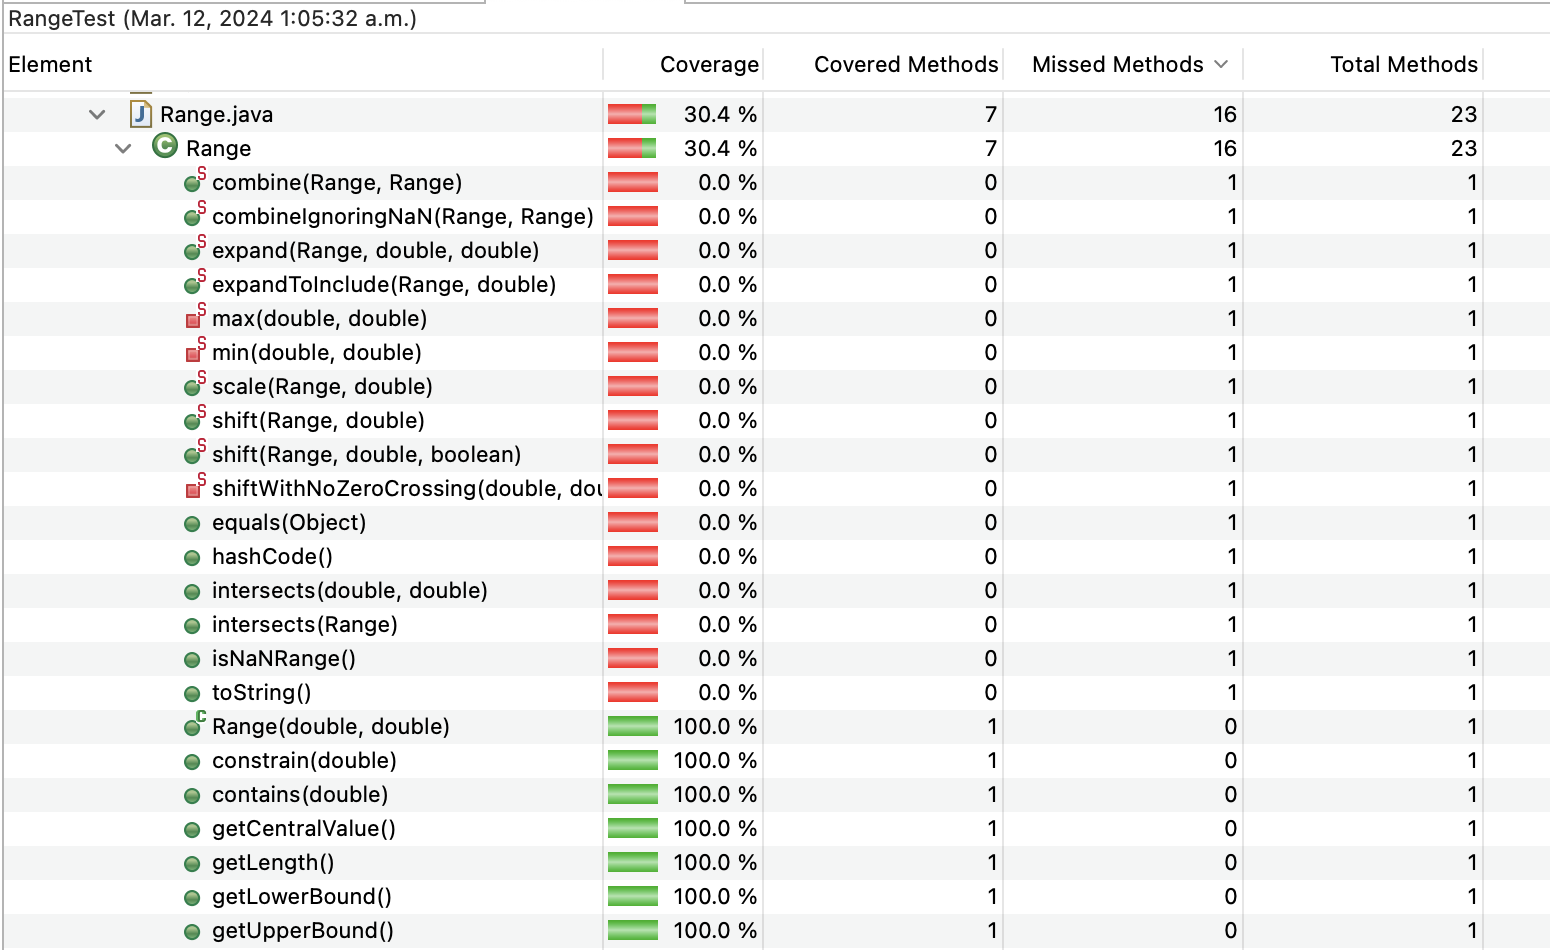 RangeTest (Mar. 12, 2024 1:05:32 a.m.)
Element Coverage Covered Methods Missed Methods Total Methods
J Range.java 30.4 % 7 16 23
C Range 30.4 % 7 16 23
S combine(Range, Range) 0.0 % 0 1 1
S combineIgnoringNaN(Range, Range) 0.0 % 0 1 1
S expand(Range, double, double) 0.0 % 0 1 1
S expandToInclude(Range, double) 0.0 % 0 1 1
S max(double, double) 0.0 % 0 1 1
S min(double, double) 0.0 % 0 1 1
S scale(Range, double) 0.0 % 0 1 1
S shift(Range, double) 0.0 % 0 1 1
S shift(Range, double, boolean) 0.0 % 0 1 1
S shiftWithNoZeroCrossing(double, dou 0.0 % 0 1 1
equals(Object) 0.0 % 0 1 1
hashCode() 0.0 % 0 1 1
intersects(double, double) 0.0 % 0 1 1
intersects(Range) 0.0 % 0 1 1
isNaNRange() 0.0 % 0 1 1
toString() 0.0 % 0 1 1
C Range(double, double) 100.0 % 1 0 1
constrain(double) 100.0 % 1 0 1
contains(double) 100.0 % 1 0 1
getCentralValue() 100.0 % 1 0 1
getLength() 100.0 % 1 0 1
getLowerBound() 100.0 % 1 0 1
getUpperBound() 100.0 % 1 0 1